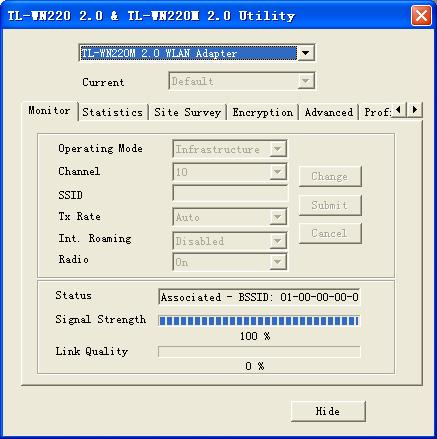 TL-WN220 2.0 & TL-WN220M 2.0 Utility
TL-WN220M 2.0 WLAN Adapter
Current Default
Monitor Statistics Site Survey Encryption Advanced Prof
Operating Mode Infrastructure
Channel 10 Change
SSID
Submit
Tx Rate Auto
Int. Roaming Disabled Cancel
Radio On
Status Associated - BSSID: 01-00-00-00-0
Signal Strength
100 %
Link Quality
0 %
Hide